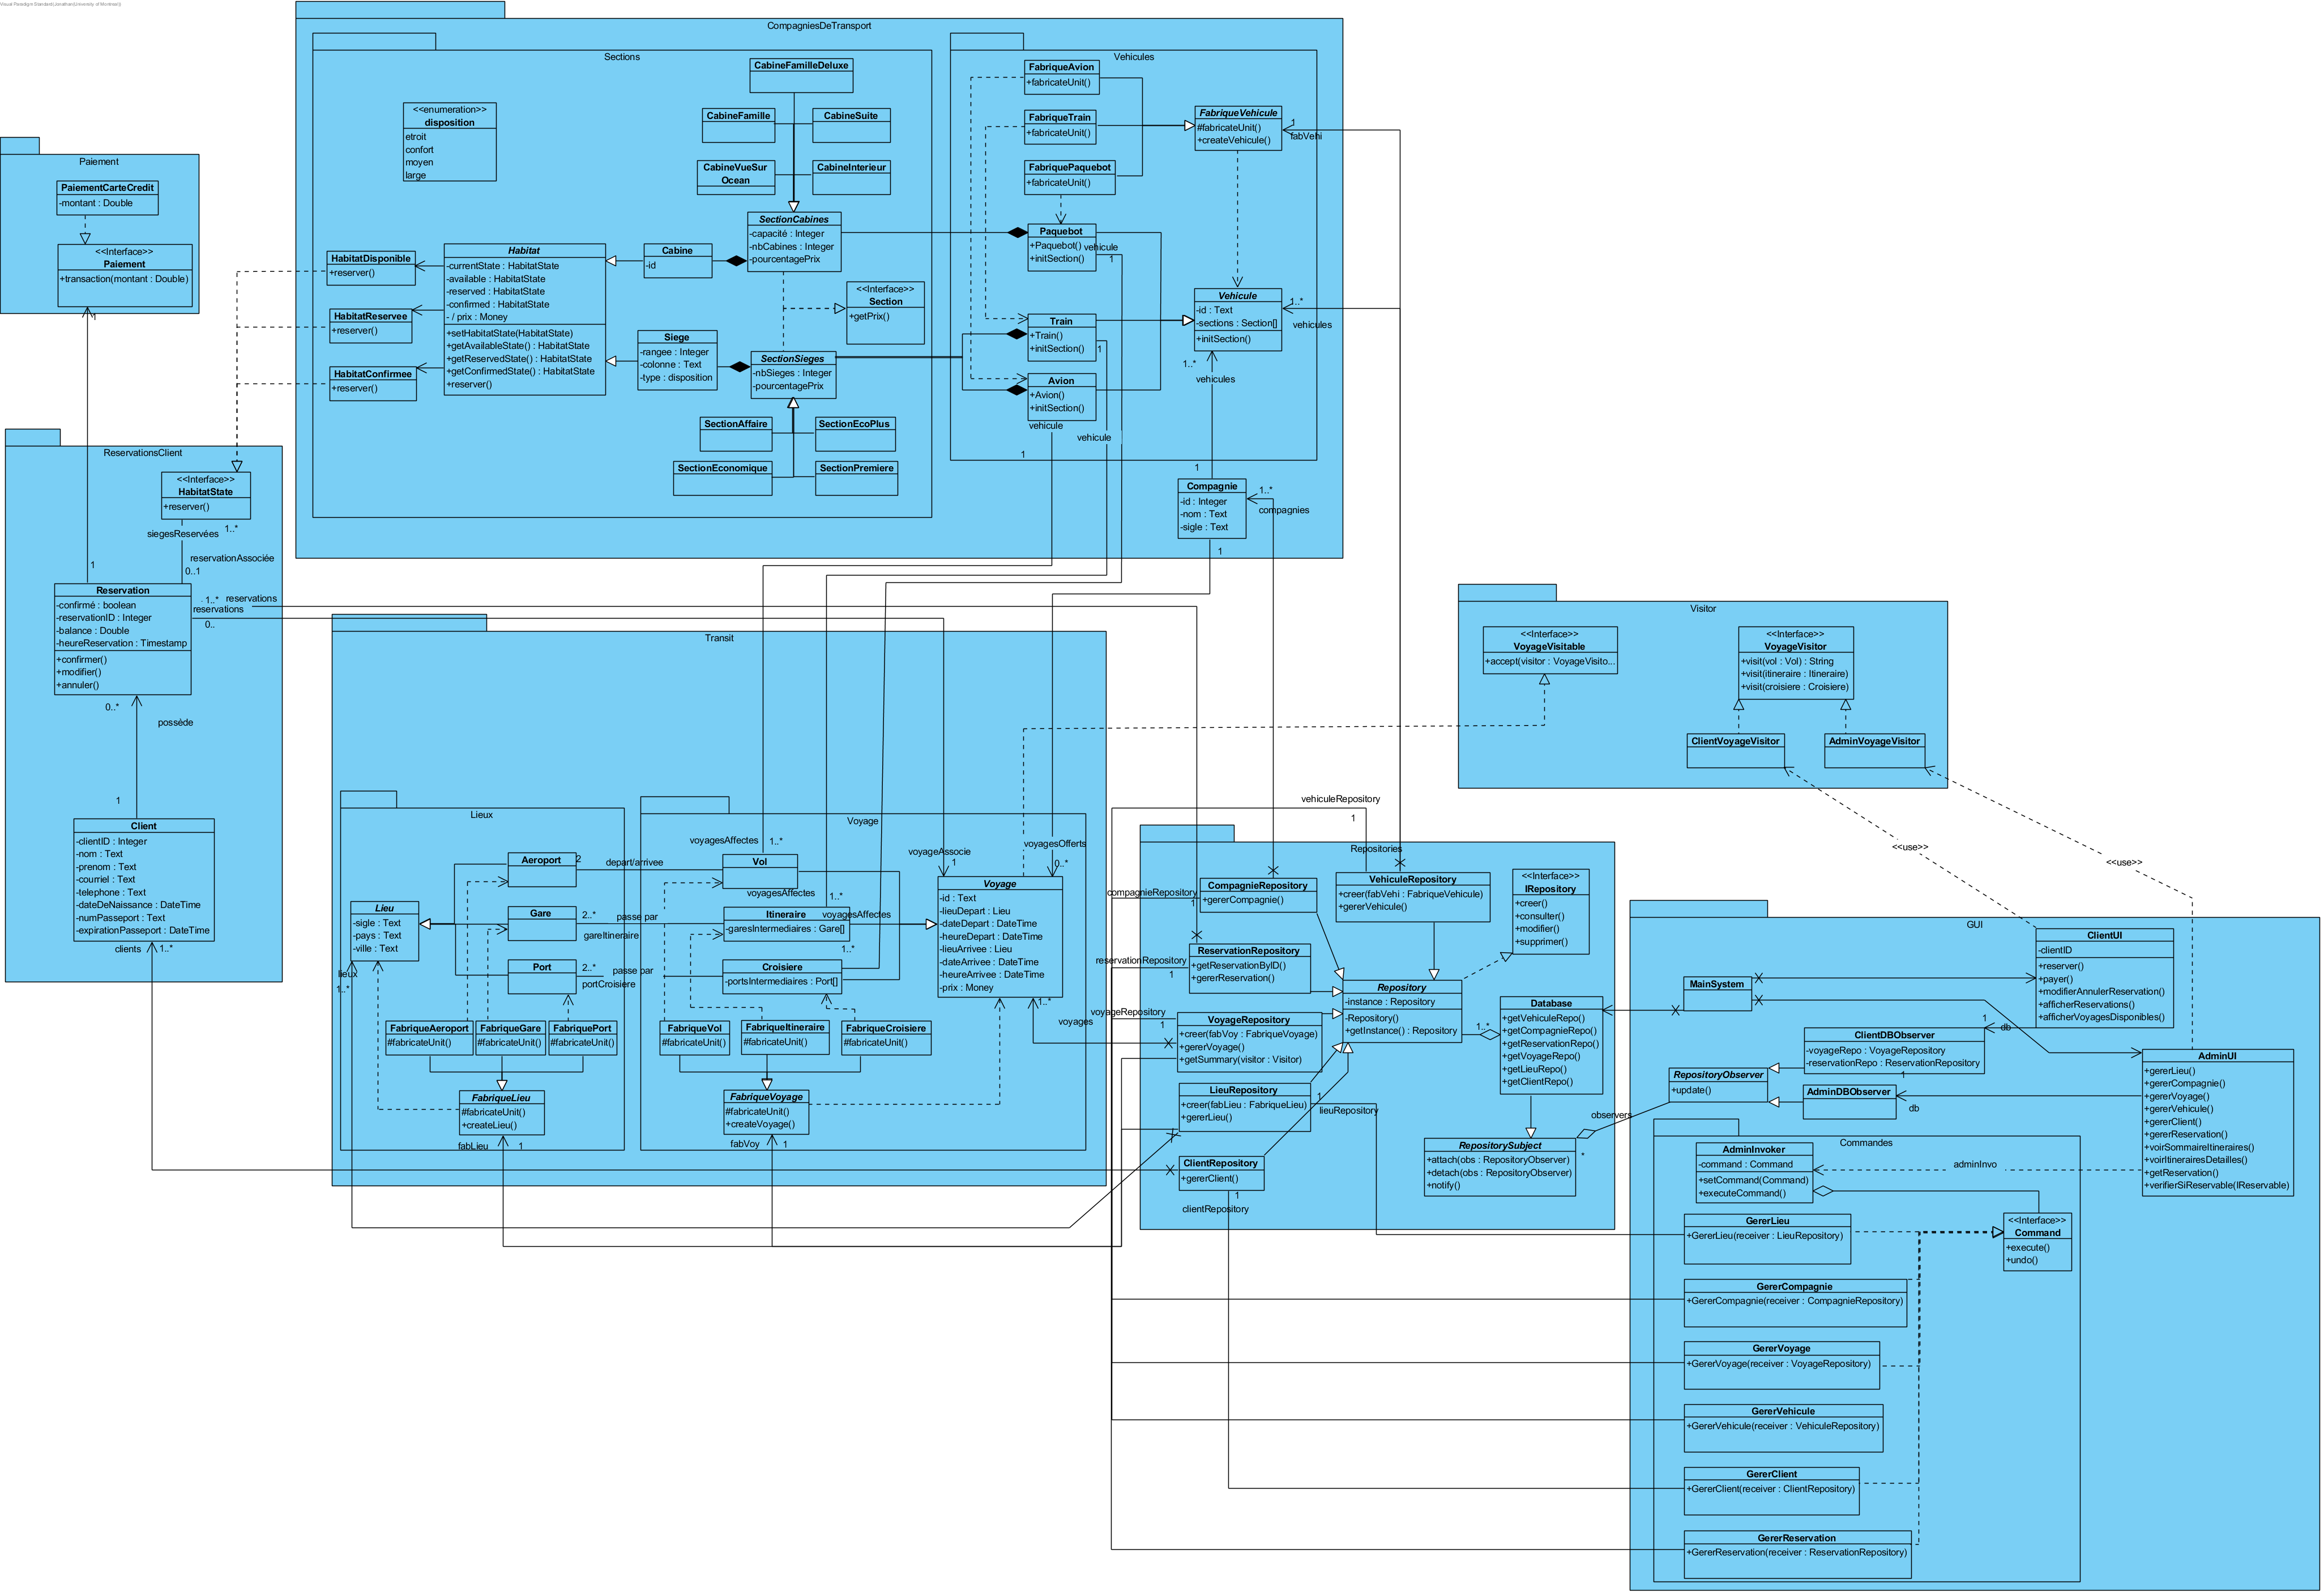 Visual Paradigm Standard(Jonathan(University of Montreal))
CompagniesDeTransport
Sections
<<enumeration>>
disposition
etroit
confort
moyen
large
CabineFamilleDeluxe
CabineFamille
CabineSuite
CabineVueSur
Ocean
CabineInterieur
SectionCabines
-capacité : Integer
-nbCabines : Integer
-pourcentagePrix
Cabine
-id
Habitat
-currentState : HabitatState
-available : HabitatState
-reserved : HabitatState
-confirmed : HabitatState
- / prix : Money
+setHabitatState(HabitatState)
+getAvailableState() : HabitatState
+getReservedState() : HabitatState
+getConfirmedState() : HabitatState
+reserver()
HabitatDisponible
+reserver()
HabitatReservee
+reserver()
HabitatConfirmee
+reserver()
<<Interface>>
Section
+getPrix()
Siege
-rangee : Integer
-colonne : Text
-type : disposition
SectionSieges
-nbSieges : Integer
-pourcentagePrix
SectionAffaire
SectionEcoPlus
SectionEconomique
SectionPremiere
Vehicules
FabriqueAvion
+fabricateUnit()
FabriqueTrain
+fabricateUnit()
FabriquePaquebot
+fabricateUnit()
FabriqueVehicule
#fabricateUnit()
+createVehicule()
1
fabVehi
Paquebot
+Paquebot()
+initSection()
vehicule
1
Train
+Train()
+initSection()
1
Avion
+Avion()
+initSection()
vehicule
vehicule
1
Vehicule
-id : Text
-sections : Section[]
+initSection()
1..*
vehicules
1..*
vehicules
1
Compagnie
-id : Integer
-nom : Text
-sigle : Text
1..*
compagnies
1
Paiement
PaiementCarteCredit
-montant : Double
<<Interface>>
Paiement
+transaction(montant : Double)
1
ReservationsClient
<<Interface>>
HabitatState
+reserver()
1..*
siegesReservées
reservationAssociée
0..1
1
Reservation
-confirmé : boolean
-reservationID : Integer
-balance : Double
-heureReservation : Timestamp
+confirmer()
+modifier()
+annuler()
1..*
reservations
reservations
0..
0..*
possède
1
Client
-clientID : Integer
-nom : Text
-prenom : Text
-courriel : Text
-telephone : Text
-dateDeNaissance : DateTime
-numPasseport : Text
-expirationPasseport : DateTime
clients
1..*
Transit
Lieux
Aeroport
2
depart/arrivee
Gare
2..*
passe par
gareItineraire
Port
2..*
passe par
portCroisiere
Lieu
-sigle : Text
-pays : Text
-ville : Text
lieux
1..*
FabriqueAeroport
#fabricateUnit()
FabriqueGare
#fabricateUnit()
FabriquePort
#fabricateUnit()
FabriqueLieu
#fabricateUnit()
+createLieu()
fabLieu
1
Voyage
voyagesAffectes
1..*
Vol
voyagesAffectes
1..*
Itineraire
-garesIntermediaires : Gare[]
voyagesAffectes
1..*
Croisiere
-portsIntermediaires : Port[]
FabriqueVol
#fabricateUnit()
FabriqueItineraire
#fabricateUnit()
FabriqueCroisiere
#fabricateUnit()
FabriqueVoyage
#fabricateUnit()
+createVoyage()
fabVoy
1
voyageAssocie
1
voyagesOfferts
0..*
Voyage
-id : Text
-lieuDepart : Lieu
-dateDepart : DateTime
-heureDepart : DateTime
-lieuArrivee : Lieu
-dateArrivee : DateTime
-heureArrivee : DateTime
-prix : Money
1..*
voyages
Visitor
<<Interface>>
VoyageVisitable
+accept(visitor : VoyageVisito...
<<Interface>>
VoyageVisitor
+visit(vol : Vol) : String
+visit(itineraire : Itineraire)
+visit(croisiere : Croisiere)
ClientVoyageVisitor
AdminVoyageVisitor
<<use>>
<<use>>
Repositories
vehiculeRepository
1
compagnieRepository
1
CompagnieRepository
+gererCompagnie()
VehiculeRepository
+creer(fabVehi : FabriqueVehicule)
+gererVehicule()
<<Interface>>
IRepository
+creer()
+consulter()
+modifier()
+supprimer()
reservationRepository
1
ReservationRepository
+getReservationByID()
+gererReservation()
voyageRepository
1
VoyageRepository
+creer(fabVoy : FabriqueVoyage)
+gererVoyage()
+getSummary(visitor : Visitor)
Repository
-instance : Repository
-Repository()
+getInstance() : Repository
1..*
Database
+getVehiculeRepo()
+getCompagnieRepo()
+getReservationRepo()
+getVoyageRepo()
+getLieuRepo()
+getClientRepo()
LieuRepository
+creer(fabLieu : FabriqueLieu)
+gererLieu()
1
lieuRepository
ClientRepository
+gererClient()
1
clientRepository
RepositorySubject
+attach(obs : RepositoryObserver)
+detach(obs : RepositoryObserver)
+notify()
observers
*
GUI
MainSystem
ClientUI
-clientID
+reserver()
+payer()
+modifierAnnulerReservation()
+afficherReservations()
+afficherVoyagesDisponibles()
1
db
ClientDBObserver
-voyageRepo : VoyageRepository
-reservationRepo : ReservationRepository
RepositoryObserver
+update()
1
AdminDBObserver
db
AdminUI
+gererLieu()
+gererCompagnie()
+gererVoyage()
+gererVehicule()
+gererClient()
+gererReservation()
+voirSommaireItineraires()
+voirItinerairesDetailles()
+getReservation()
+verifierSiReservable(IReservable)
Commandes
AdminInvoker
-command : Command
+setCommand(Command)
+executeCommand()
adminInvo
<<Interface>>
Command
+execute()
+undo()
GererLieu
+GererLieu(receiver : LieuRepository)
GererCompagnie
+GererCompagnie(receiver : CompagnieRepository)
GererVoyage
+GererVoyage(receiver : VoyageRepository)
GererVehicule
+GererVehicule(receiver : VehiculeRepository)
GererClient
+GererClient(receiver : ClientRepository)
GererReservation
+GererReservation(receiver : ReservationRepository)